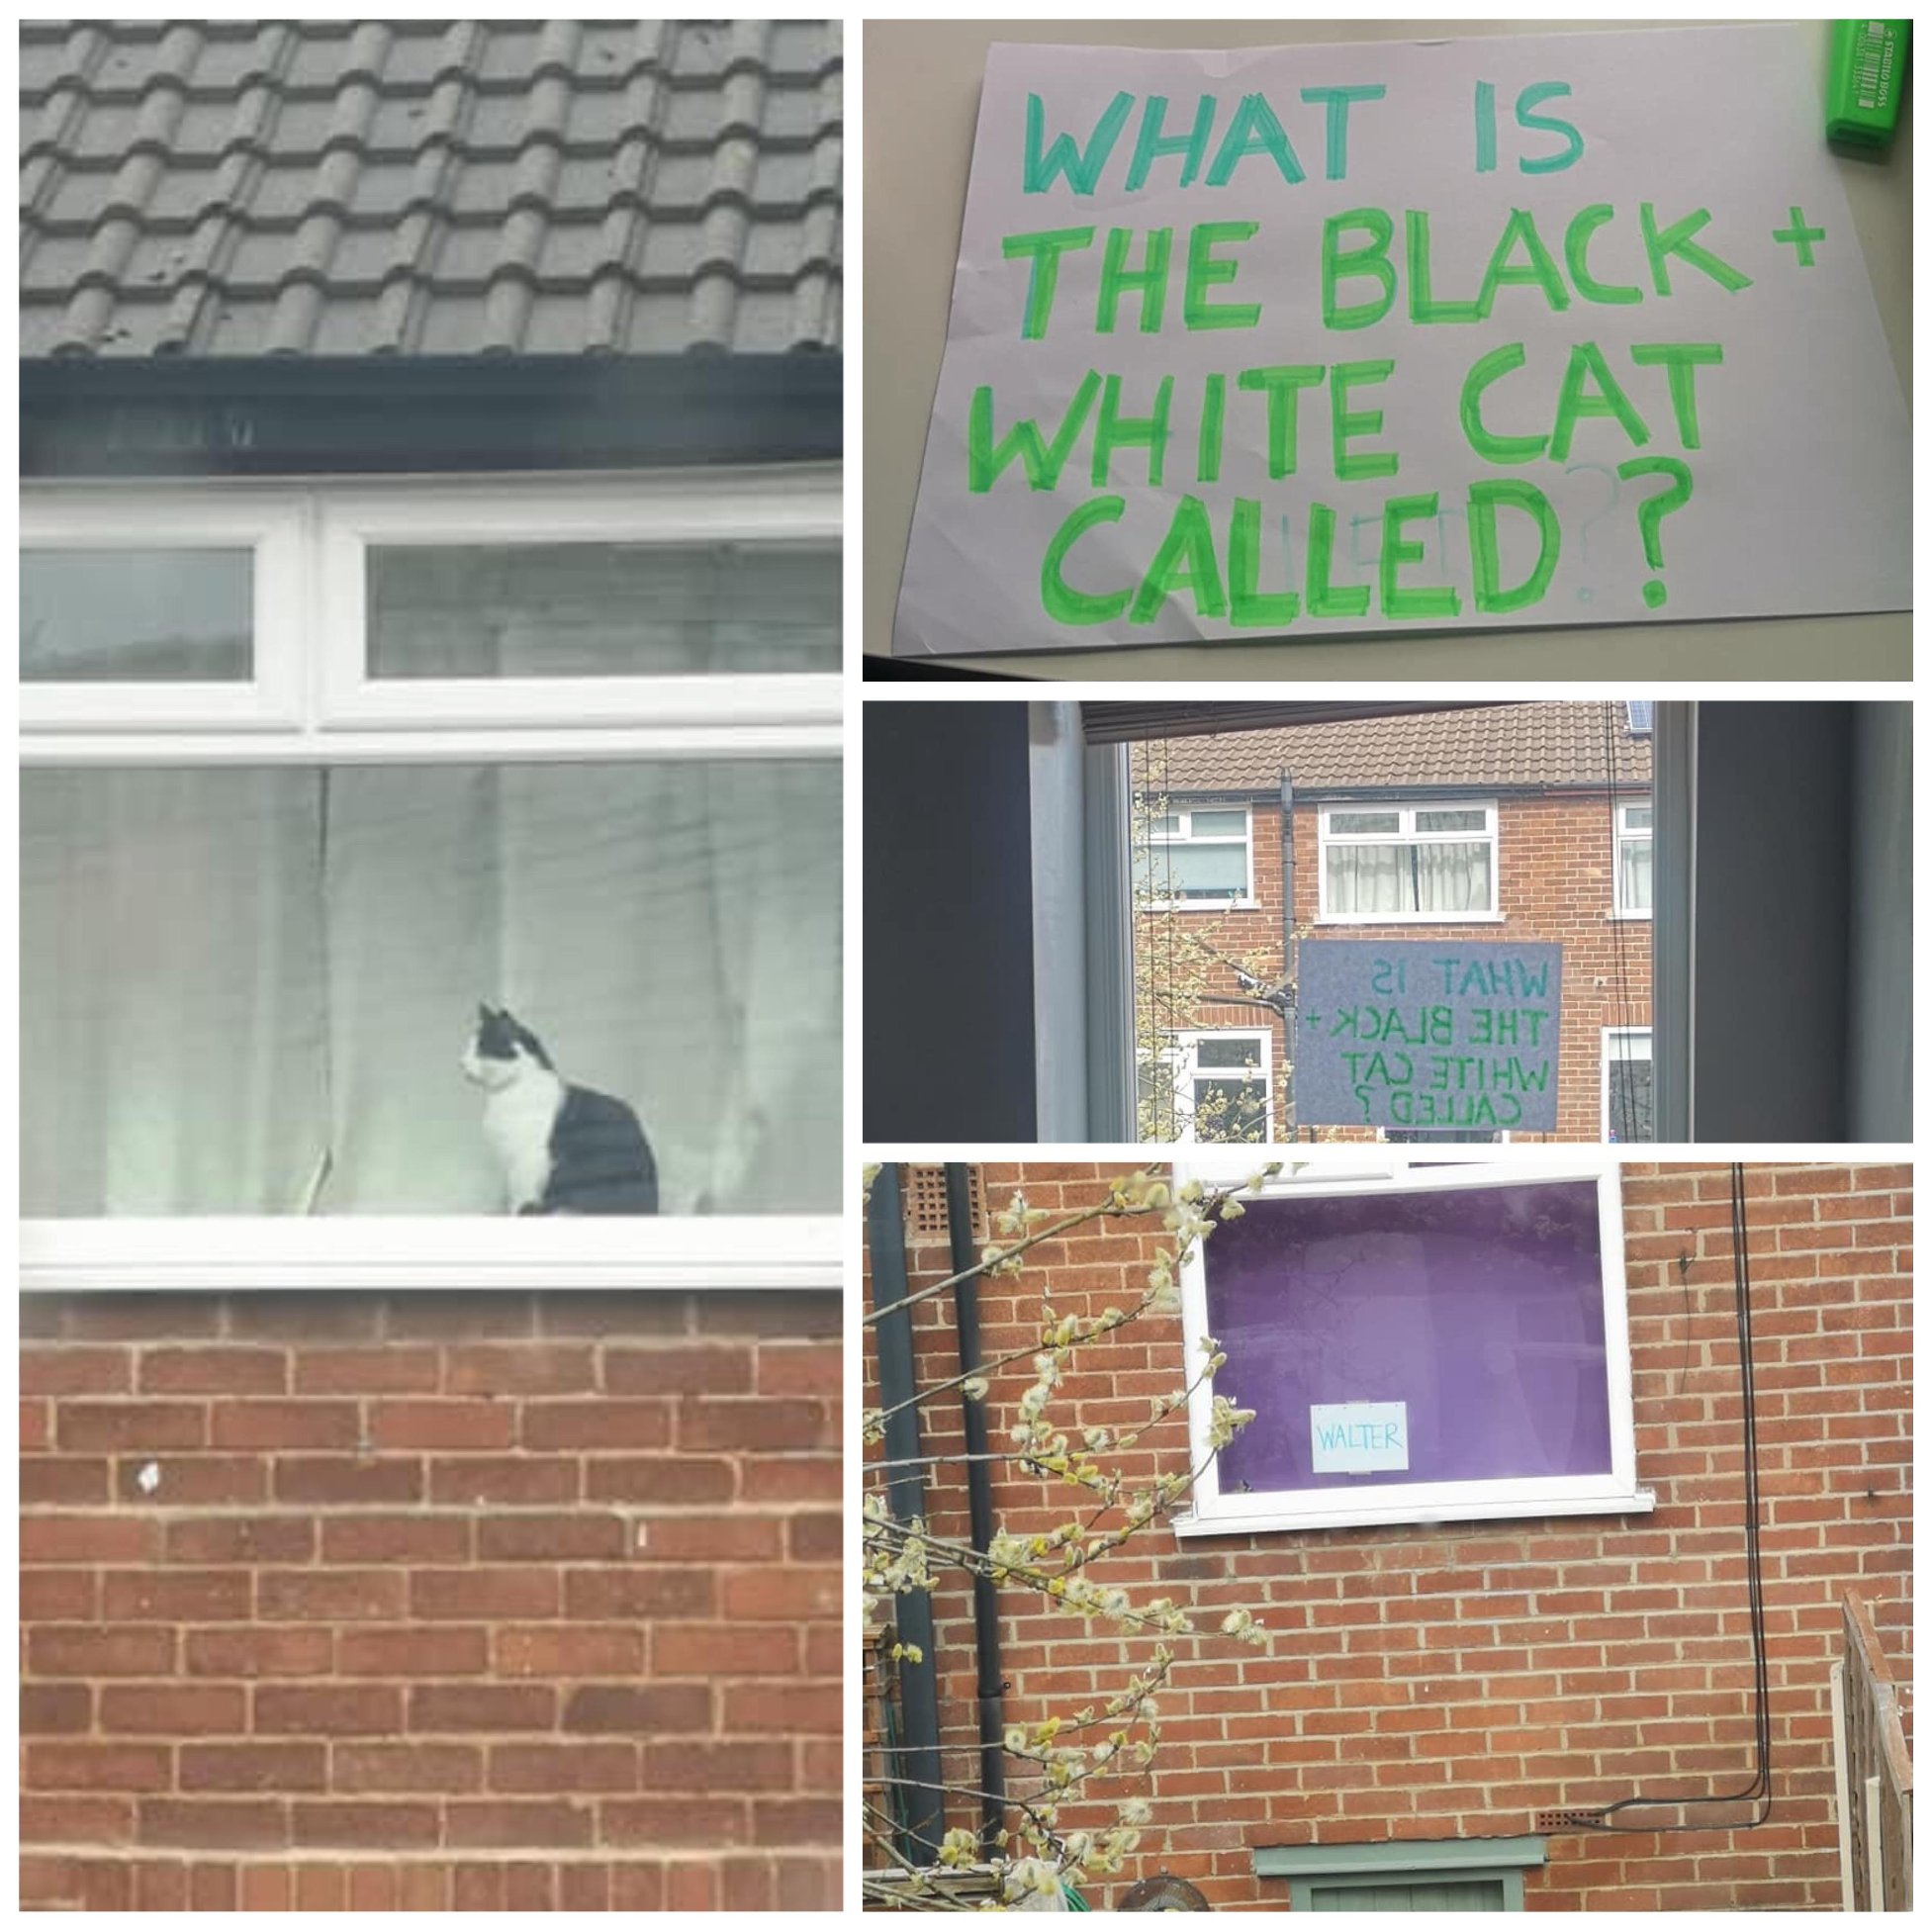 WHAT IS
THE BLACK +
WHITE CAT
CALLED?
STABILO BOSS
WHAT IS
THE BLACK +
WHITE CAT
CALLED?
WALTER